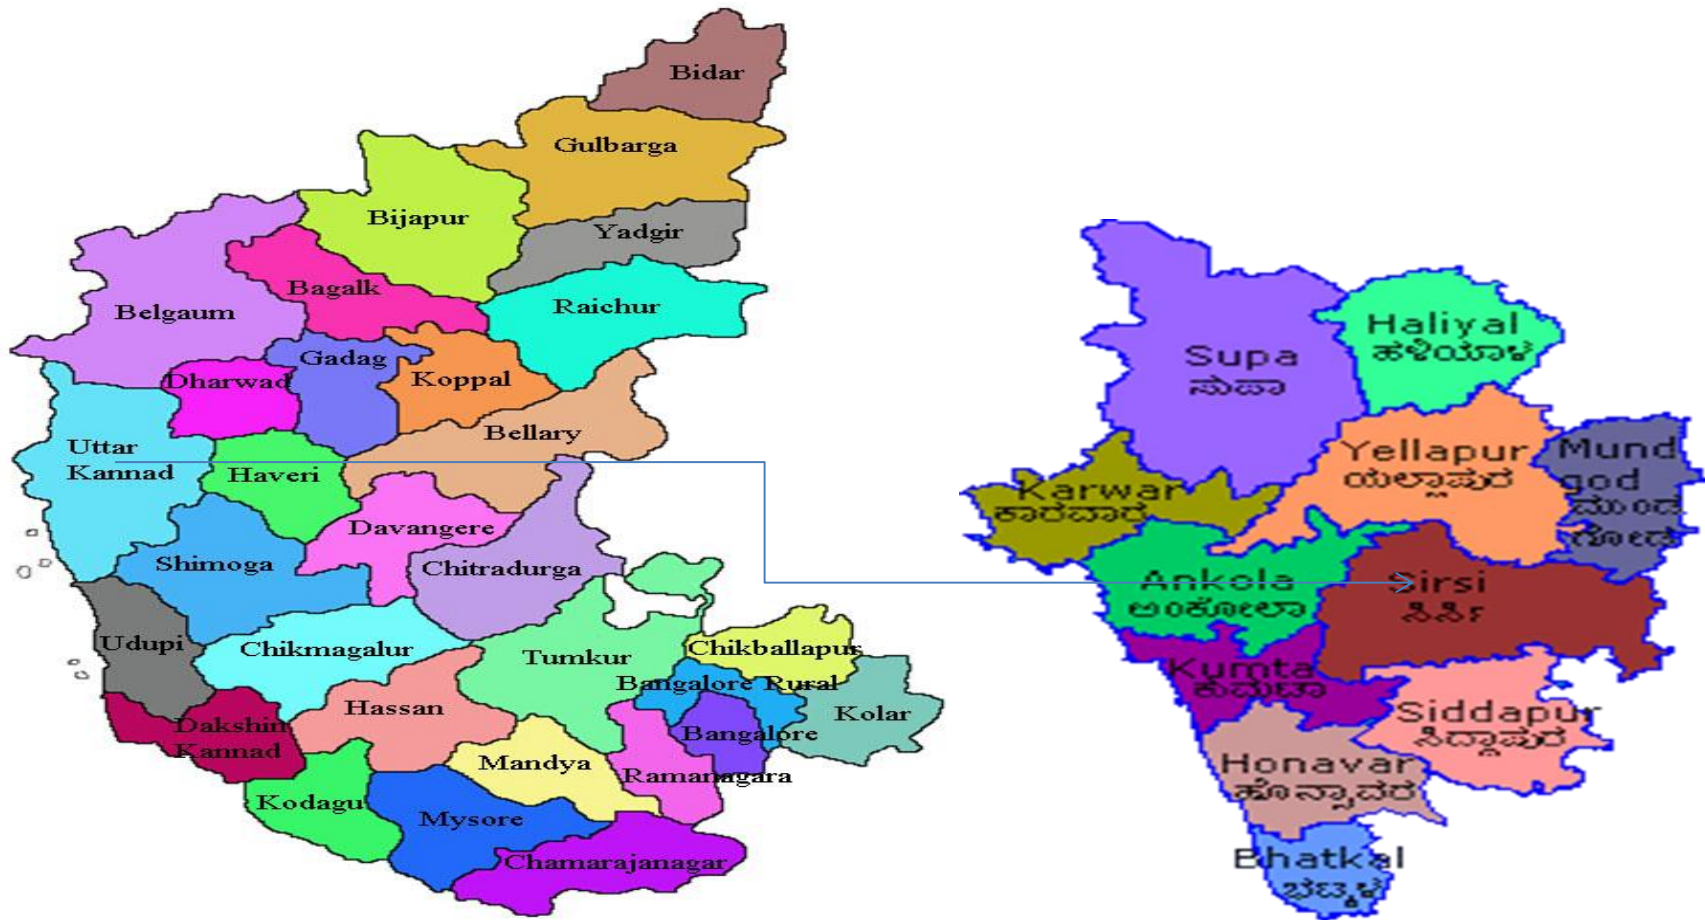 Bidar
Gulbarga
Bijapur
Yadgir
Bagalk
Raichur
Belgaum
Gadag
Dharwad
Koppal
Bellary
Uttar
Kannad
Haveri
Davangere
Shimoga
Chitradurga
Udupi
Chikmagalur
Tumkur
Chikballapur
Bangalore Rural
Hassan
Kolar
Dakshin
Kannad
Bangalore
Mandya
Ramanagara
Kodagu
Mysore
Chamarajanagar
Haliyal
ಹಳಿಯಾಳ
Supa
ಸುಪಾ
Yellapur
ಯಲ್ಲಾಪುರ
Mund
god
ಮುಂಡ
ಗೋಡ
Karwar
ಕಾರವಾರ
Ankola
ಅಂಕೋಲಾ
Sirsi
ಸಿರ್ಸಿ
Kumta
ಕುಮಟಾ
Siddapur
ಸಿದ್ದಾಪುರ
Honavar
ಹೊನ್ನಾವರ
Bhatkal
ಭಟ್ಕಳ